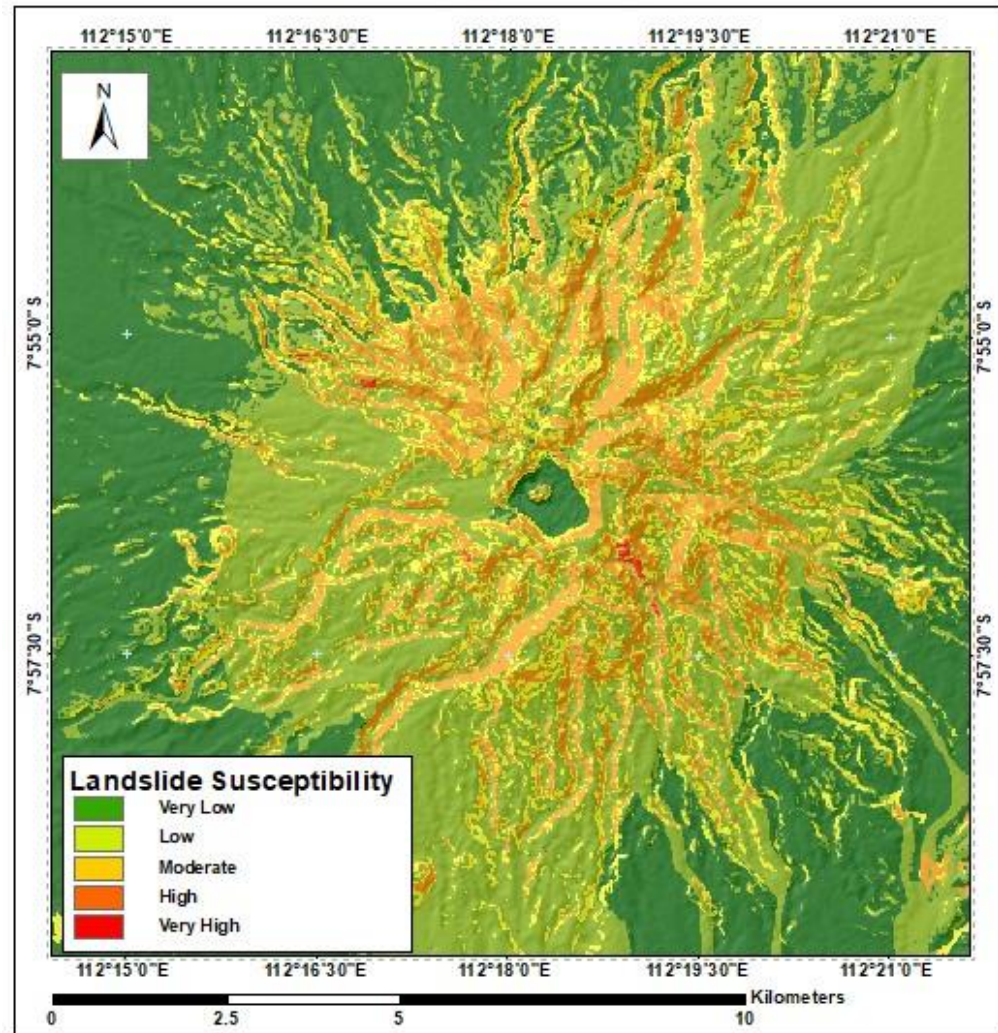 112°15'0"E 112°16'30"E 112°18'0"E 112°19'30"E 112°21'0"E
N
7°55'0" S 7°55'0" S
7°57'30" S 7°57'30" S
Landslide Susceptibility
Very Low
Low
Moderate
High
Very High
112°15'0"E 112°16'30"E 112°18'0"E 112°19'30"E 112°21'0"E
Kilometers
0 2.5 5 10